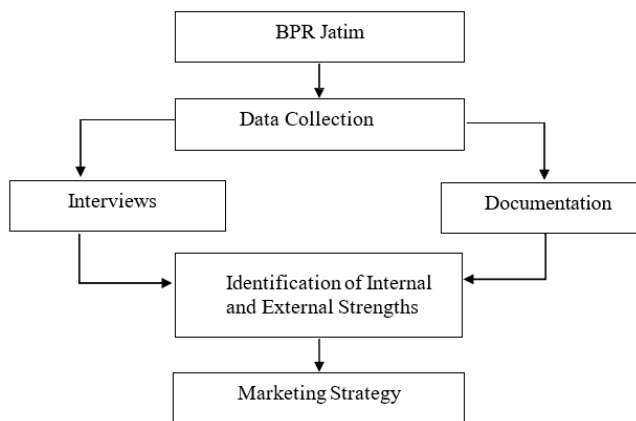 BPR Jatim
Data Collection
Interviews
Documentation
Identification of Internal
and External Strengths
Marketing Strategy